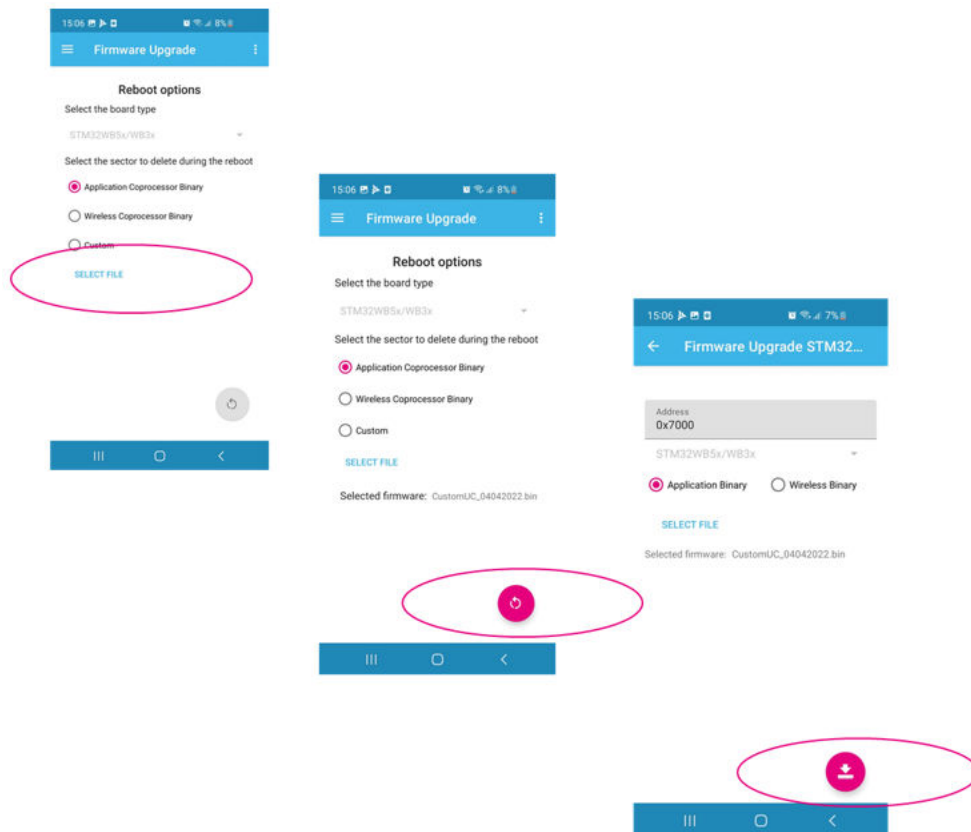 15:06 8%
Firmware Upgrade
Reboot options
Select the board type
STM32WB5x/WB3x
Select the sector to delete during the reboot
Application Coprocessor Binary
Wireless Coprocessor Binary
Custom
SELECT FILE
15:06 8%
Firmware Upgrade
Reboot options
Select the board type
STM32WB5x/WB3x
Select the sector to delete during the reboot
Application Coprocessor Binary
Wireless Coprocessor Binary
Custom
SELECT FILE
Selected firmware: CustomUC_04042022.bin
15:06 7%
Firmware Upgrade STM32...
Address
0x7000
STM32WB5x/WB3x
Application Binary Wireless Binary
SELECT FILE
Selected firmware: CustomUC_04042022.bin